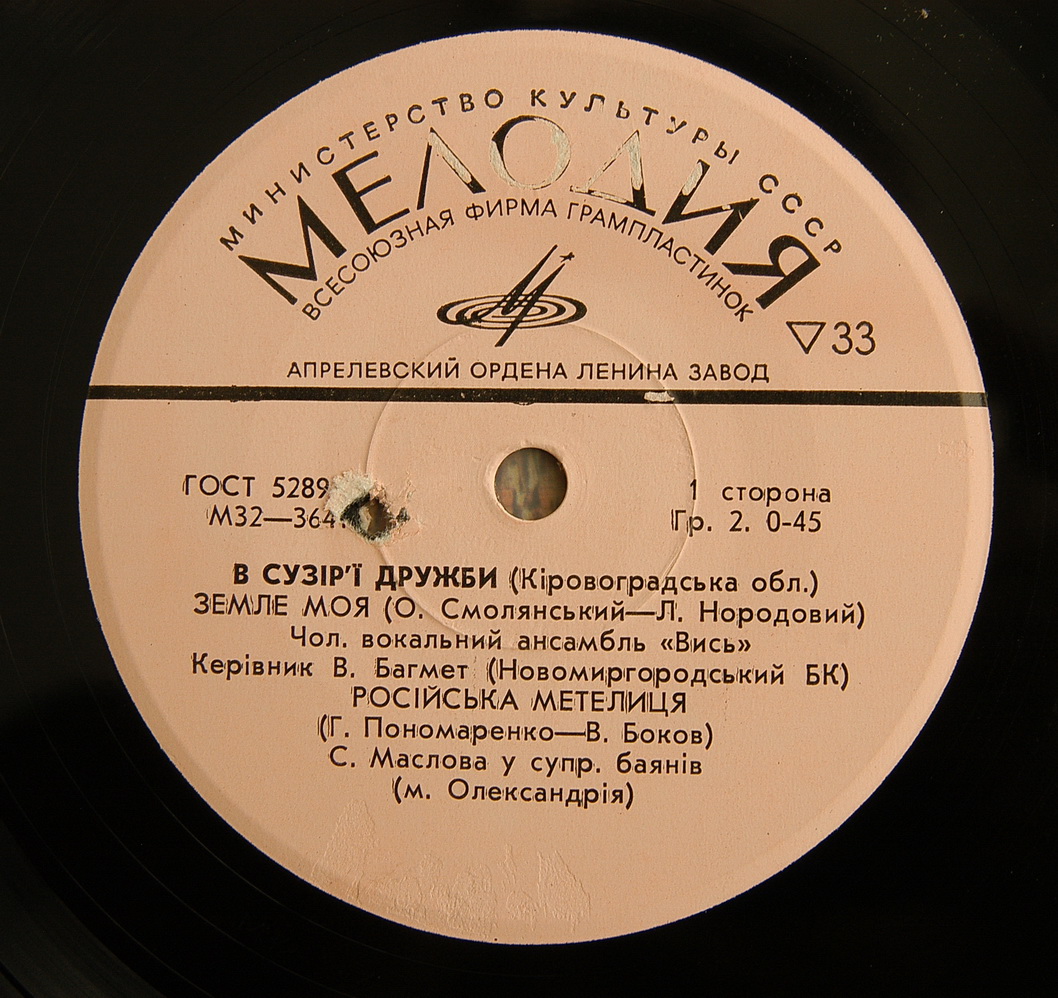 МИНИСТЕРСТВО КУЛЬТУРЫ СССР
МЕЛОДИЯ
ВСЕСОЮЗНАЯ ФИРМА ГРАМПЛАСТИНОК
▽33
АПРЕЛЕВСКИЙ ОРДЕНА ЛЕНИНА ЗАВОД
ГОСТ 5289
1 сторона
М32—364
Гр. 2. 0-45
В СУЗІР'Ї ДРУЖБИ (Кіровоградська обл.)
ЗЕМЛЕ МОЯ (О. Смолянський—Л. Нородовий)
Чол. вокальний ансамбль «Вись»
Керівник В. Багмет (Новомиргородський БК)
РОСІЙСЬКА МЕТЕЛИЦЯ
(Г. Пономаренко—В. Боков)
С. Маслова у супр. баянів
(м. Олександрія)